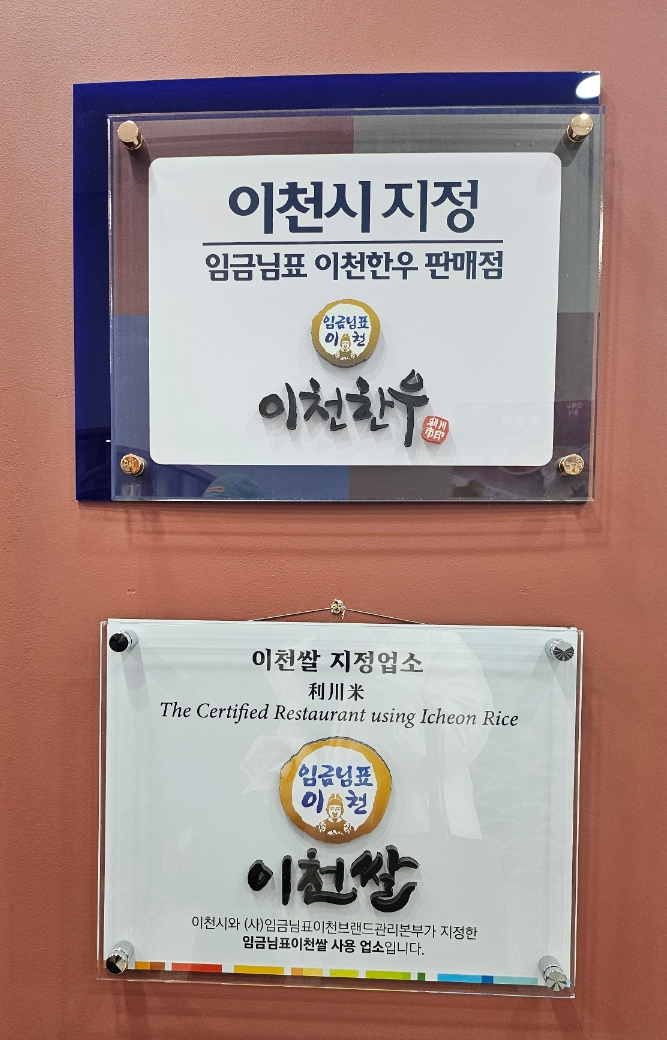 이천시 지정
임금님표 이천한우 판매점
임금님표
이천
이천한우
이천쌀 지정업소
利川米
The Certified Restaurant using Icheon Rice
임금님표
이천
이천쌀
이천시와 (사)임금님표이천브랜드관리본부가 지정한
임금님표이천쌀 사용 업소입니다.